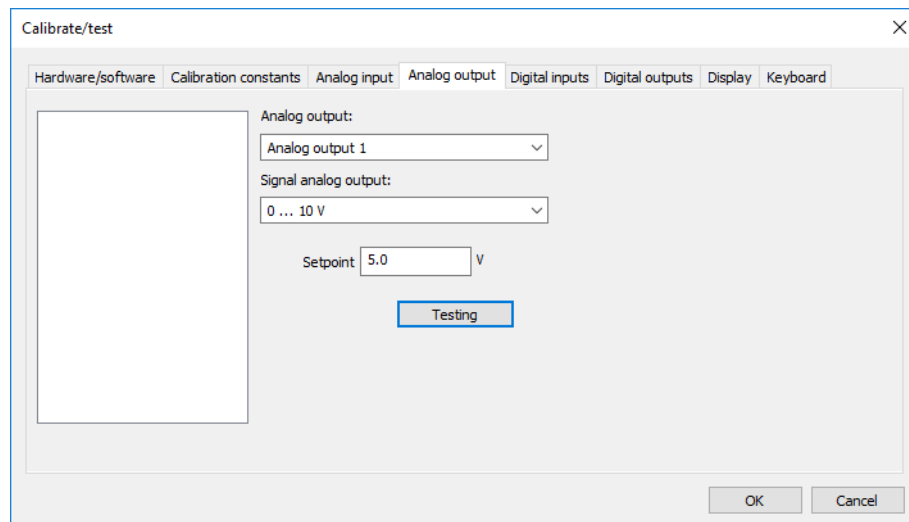 Calibrate/test
Hardware/software Calibration constants Analog input Analog output Digital inputs Digital outputs Display Keyboard
Analog output:
Analog output 1
Signal analog output:
0 ... 10 V
Setpoint 5.0 V
Testing
OK Cancel